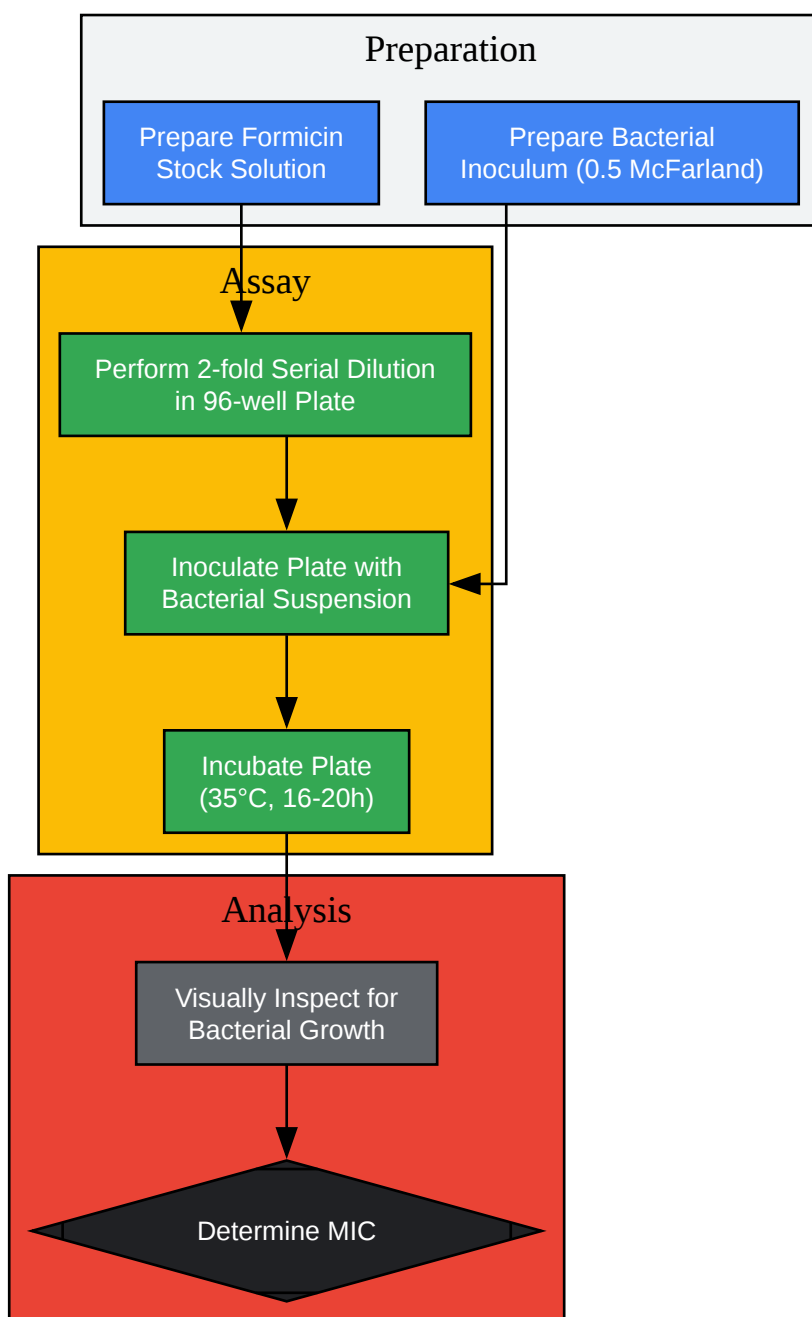 Preparation
Prepare Formicin
Stock Solution
Prepare Bacterial
Inoculum (0.5 McFarland)
Assay
Perform 2-fold Serial Dilution
in 96-well Plate
Inoculate Plate with
Bacterial Suspension
Incubate Plate
(35°C, 16-20h)
Analysis
Visually Inspect for
Bacterial Growth
Determine MIC